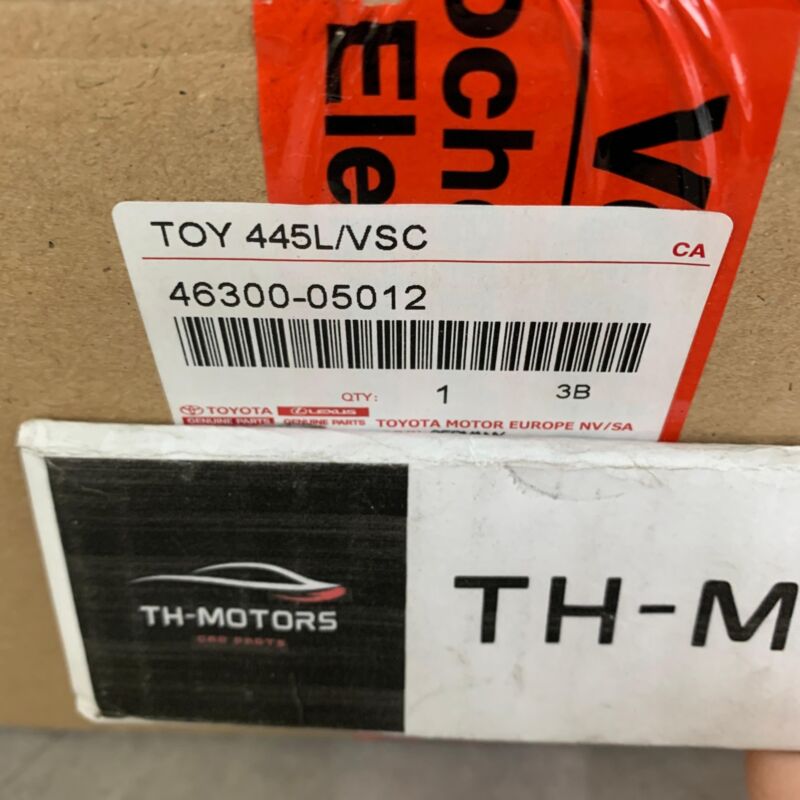 Voch
Ele
TOY 445L/VSC
CA
46300-05012
QTY: 1 3B
TOYOTA LEXUS
GENUINE PARTS GENUINE PARTS TOYOTA MOTOR EUROPE NV/SA
TH-MOTORS
CAR PARTS
TH-M